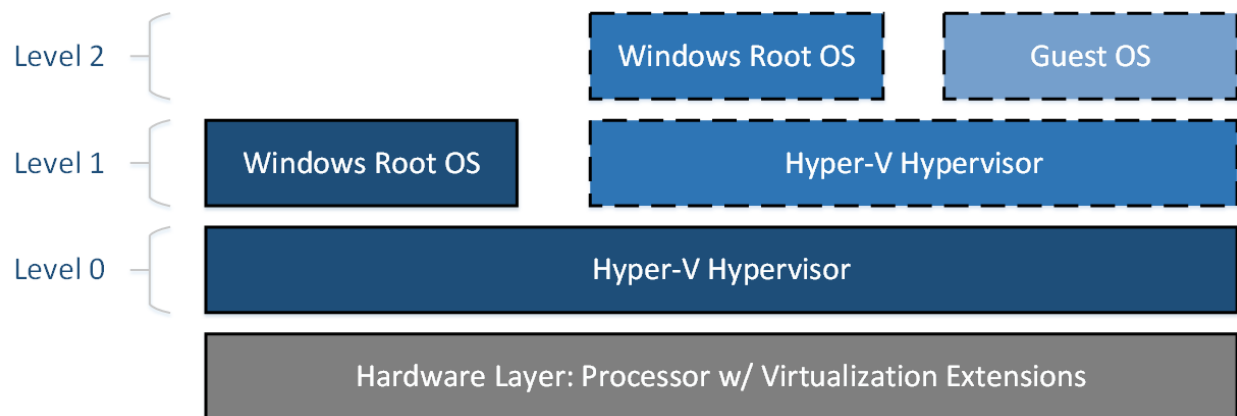 Level 2
Windows Root OS
Guest OS
Level 1
Windows Root OS
Hyper-V Hypervisor
Level 0
Hyper-V Hypervisor
Hardware Layer: Processor w/ Virtualization Extensions